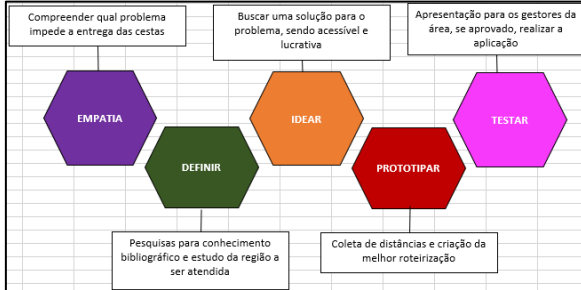 Compreender qual problema
impede a entrega das cestas
Buscar uma solução para o
problema, sendo acessível e
lucrativa
Apresentação para os gestores da
área, se aprovado, realizar a
aplicação
EMPATIA
DEFINIR
IDEAR
PROTOTIPAR
TESTAR
Pesquisas para conhecimento
bibliográfico e estudo da região a
ser atendida
Coleta de distâncias e criação da
melhor roteirização